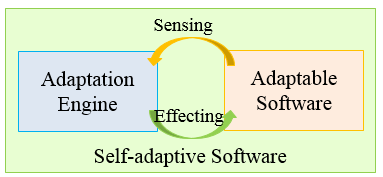 Sensing
Adaptation
Engine
Adaptable
Software
Effecting
Self-adaptive Software